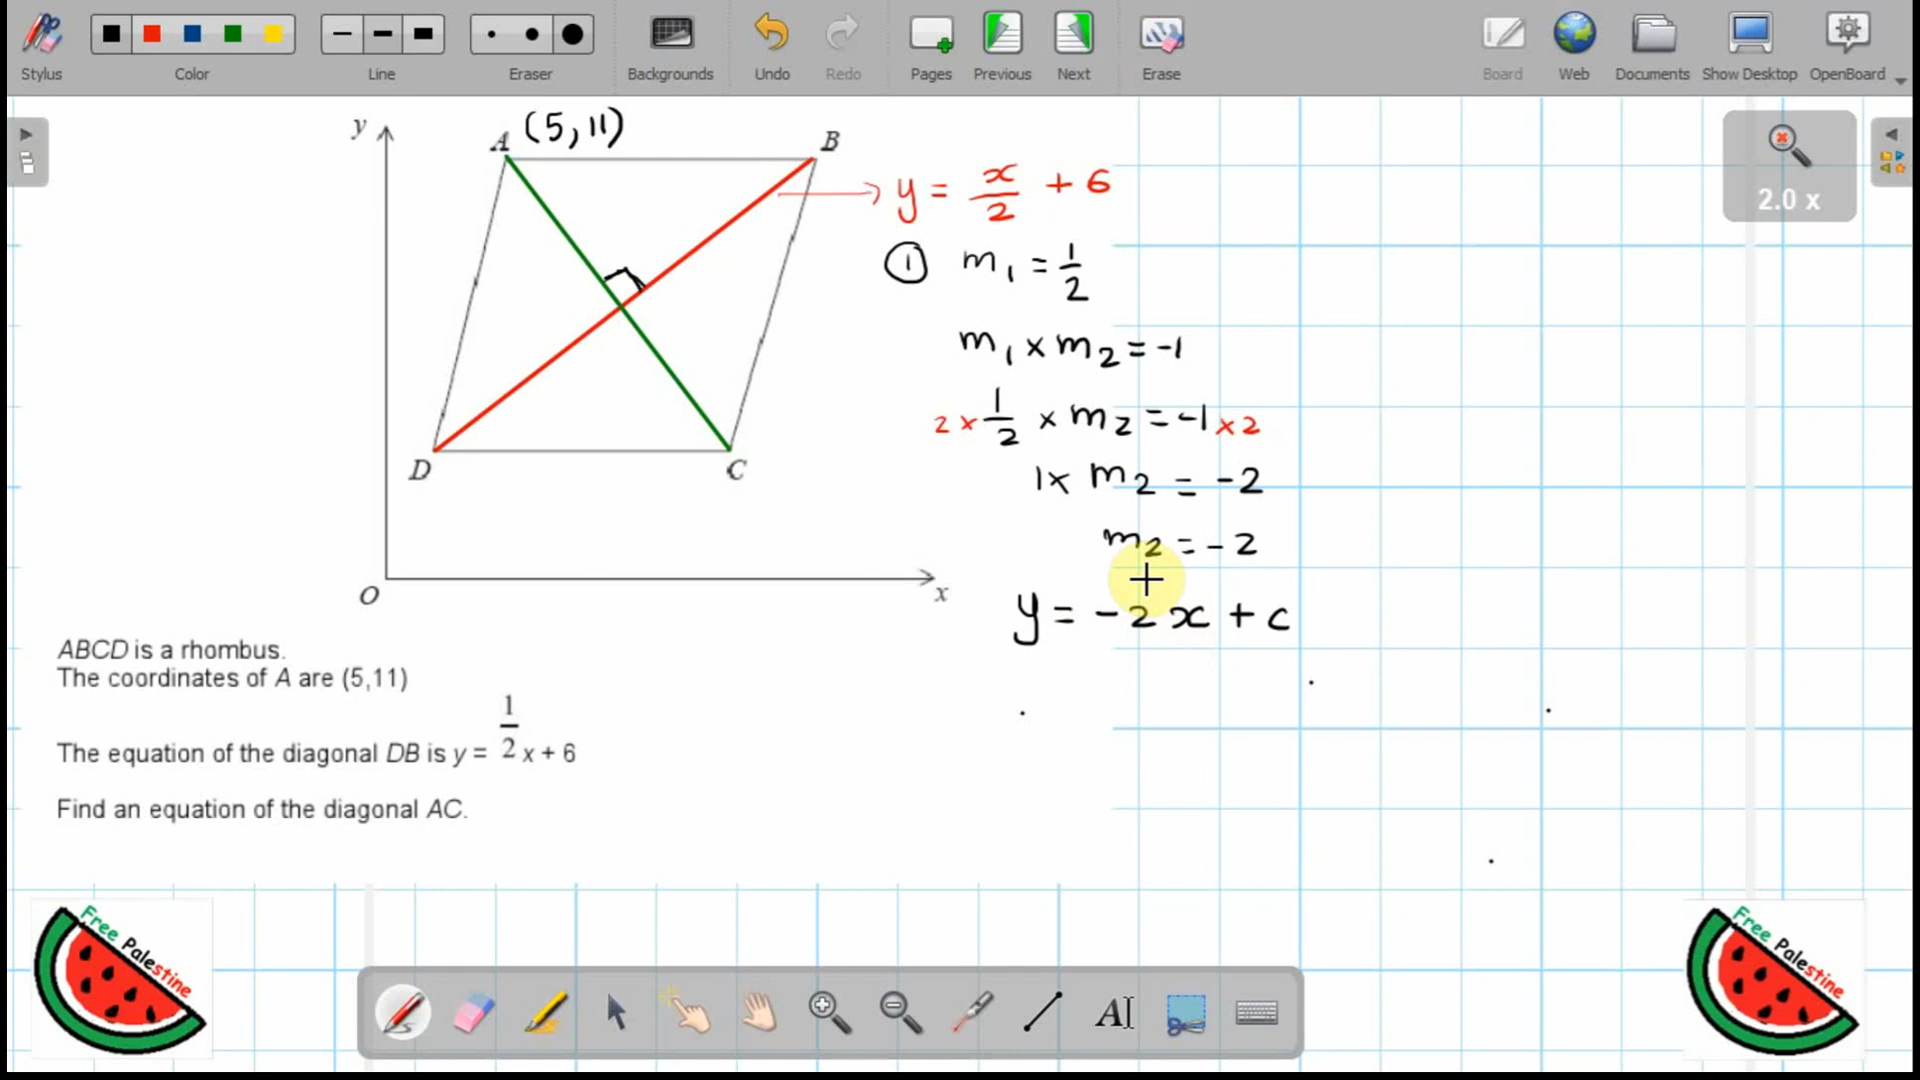 Stylus Color Line Eraser Backgrounds Undo Redo Pages Previous Next Erase Board Web Documents Show Desktop OpenBoard
2.0 x
y
A (5,11)
B
y = x/2 + 6
① m₁ = 1/2
m₁ × m₂ = -1
2 × 1/2 × m₂ = -1 × 2
D
C
1 × m₂ = -2
m₂ = -2
O
x
y = -2x + c
ABCD is a rhombus.
The coordinates of A are (5,11)
The equation of the diagonal DB is y = 1/2 x + 6
Find an equation of the diagonal AC.
Free Palestine
Free Palestine
AI